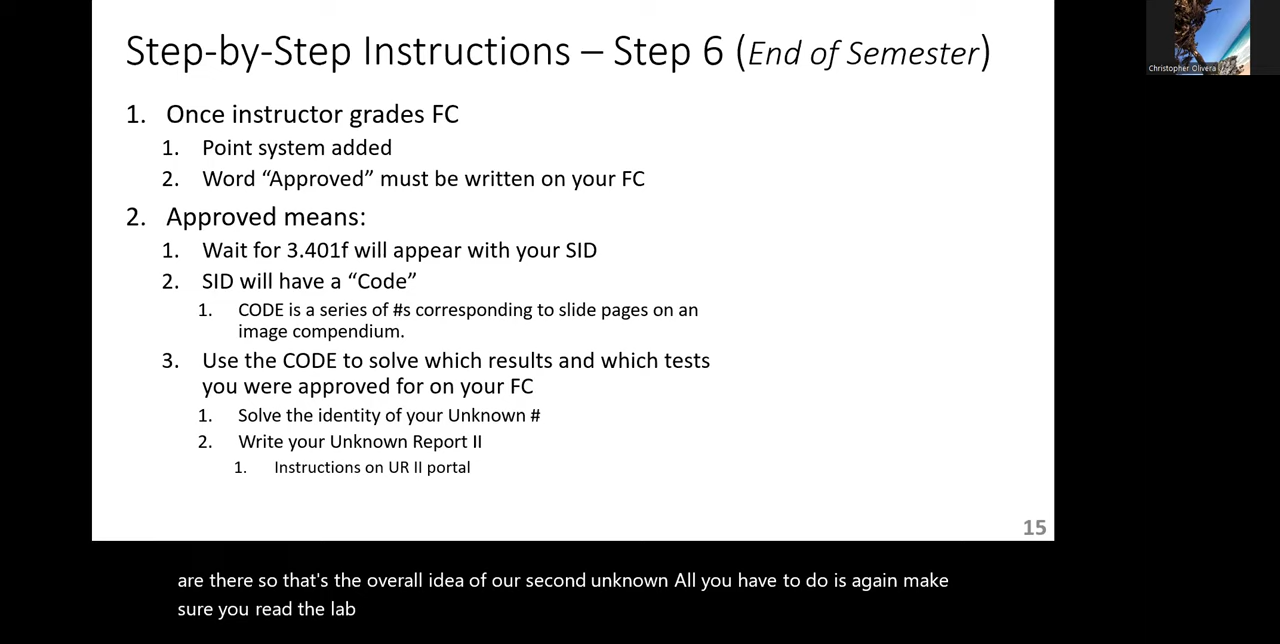 Step-by-Step Instructions – Step 6 (End of Semester)
Christopher Olivera
1. Once instructor grades FC
1. Point system added
2. Word “Approved” must be written on your FC
2. Approved means:
1. Wait for 3.401f will appear with your SID
2. SID will have a “Code”
1. CODE is a series of #s corresponding to slide pages on an
image compendium.
3. Use the CODE to solve which results and which tests
you were approved for on your FC
1. Solve the identity of your Unknown #
2. Write your Unknown Report II
1. Instructions on UR II portal
15
are there so that's the overall idea of our second unknown All you have to do is again make
sure you read the lab